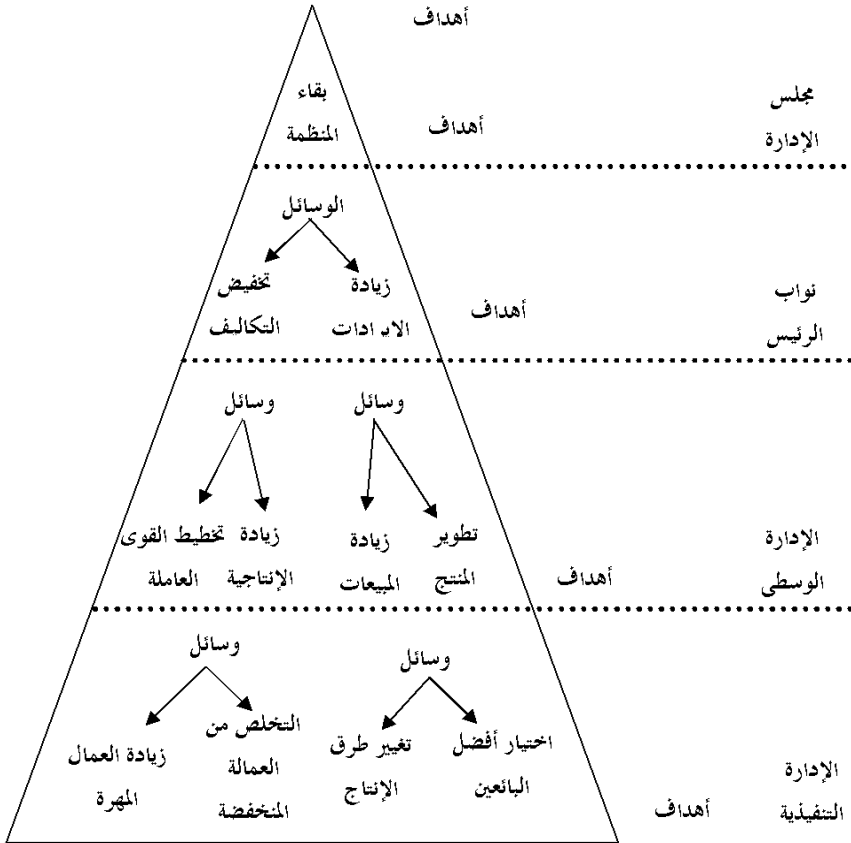 أهداف
مجلس
الإدارة
أهداف
بقاء
المنظمة
الوسائل
نواب
الرئيس
أهداف
زيادة
الايرادات
تخفيض
التكاليف
وسائل
وسائل
الإدارة
الوسطى
أهداف
تطوير
المنتج
زيادة
المبيعات
زيادة
الإنتاجية
تخطيط القوى
العاملة
وسائل
وسائل
الإدارة
التنفيذية
أهداف
اختيار أفضل
البائعين
تغيير طرق
الإنتاج
التخلص من
العمالة
المنخفضة
زيادة العمال
المهرة